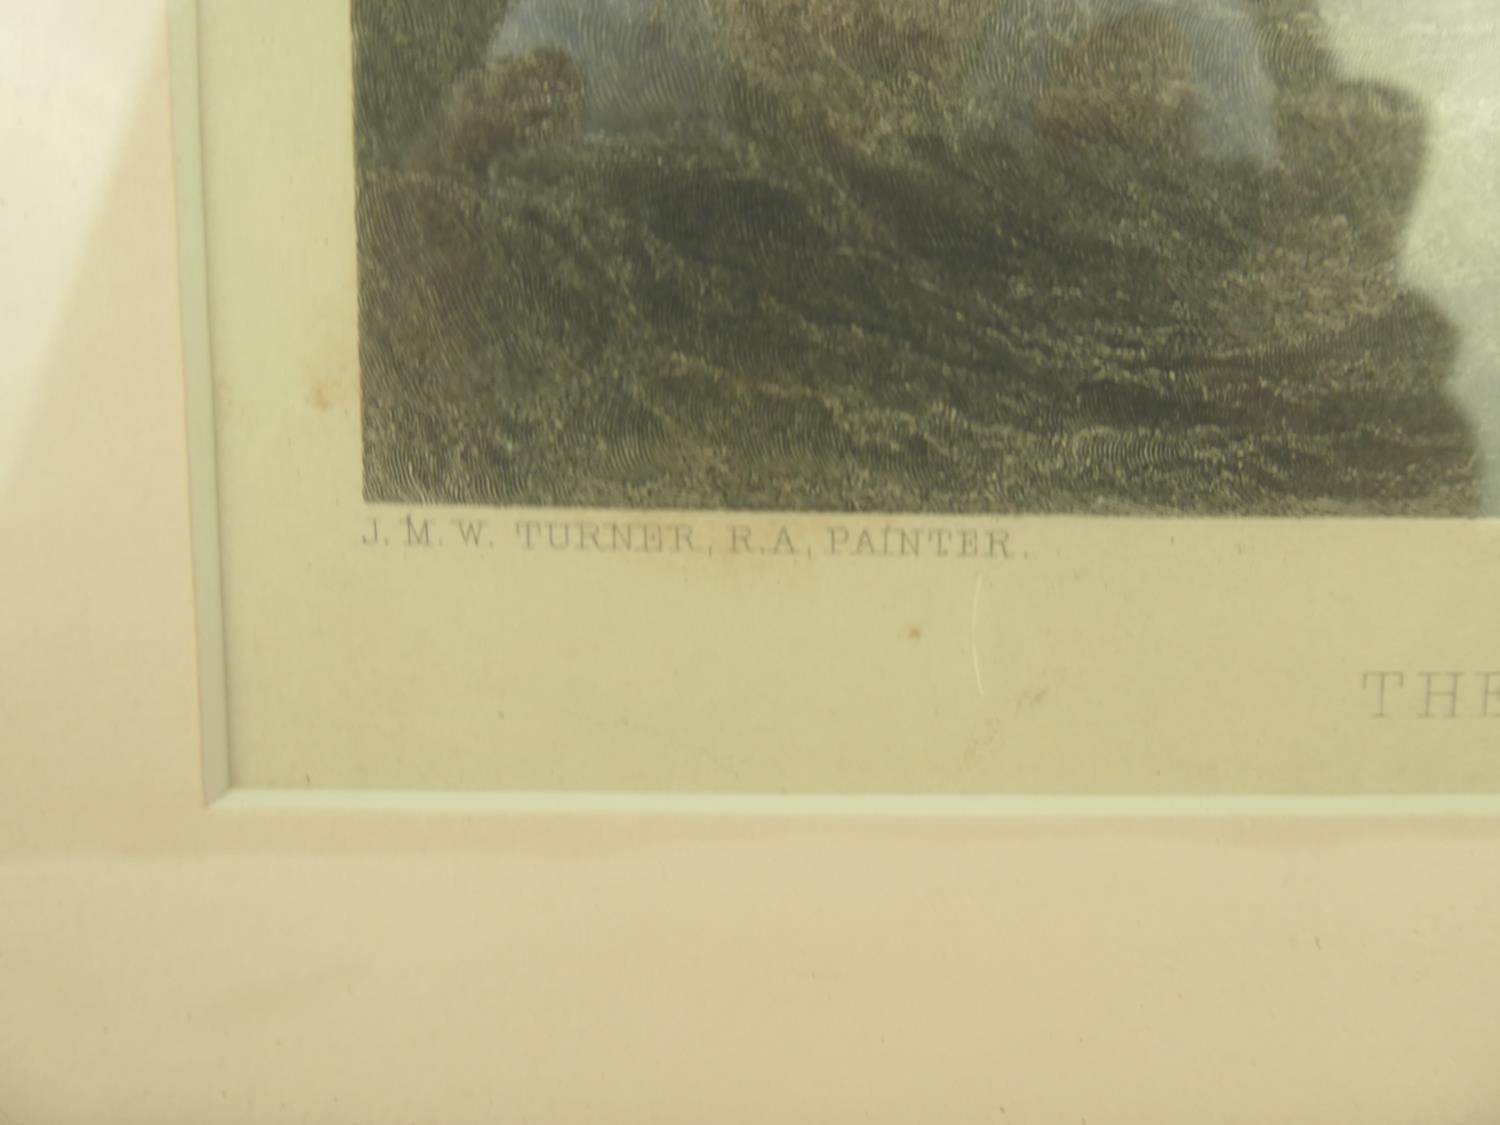 J. M. W. TURNER, R.A, PAINTER.
THE